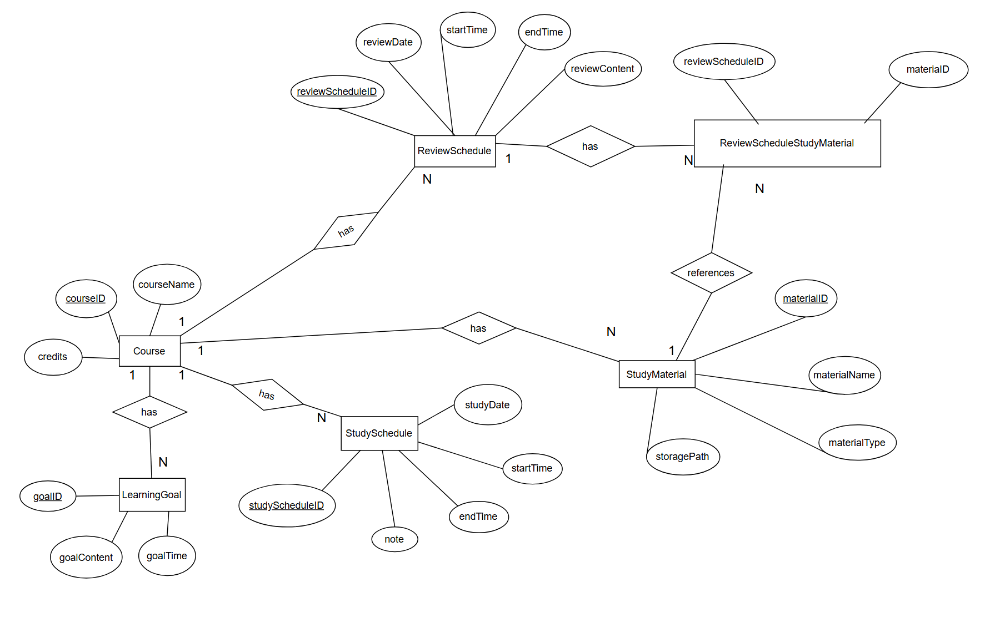 startTime
endTime
reviewDate
reviewContent
reviewScheduleID
materiaD
reviewScheduleID
ReviewScheduleStudyMaterial
has
ReviewSchedule
1
N
N
N
has
references
courseName
courseID
materialID
1
has
N
Course
1
1
credits
1
1
StudyMaterial
materialName
has
studyDate
has
N
StudySchedule
materialType
storagePath
N
startTime
LearningGoal
goalID
studyScheduleID
endTime
note
goalContent
goalTime